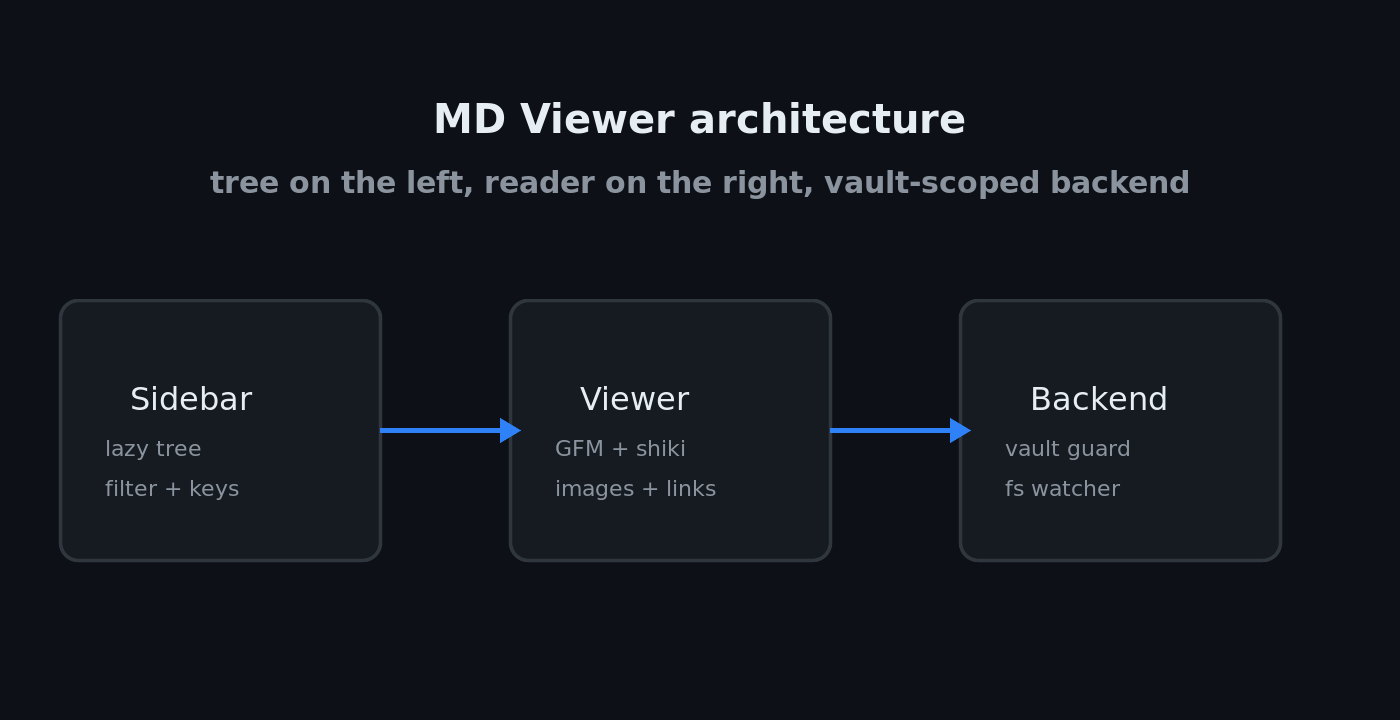 MD Viewer architecture
tree on the left, reader on the right, vault-scoped backend
Sidebar
lazy tree
filter + keys
Viewer
GFM + shiki
images + links
Backend
vault guard
fs watcher